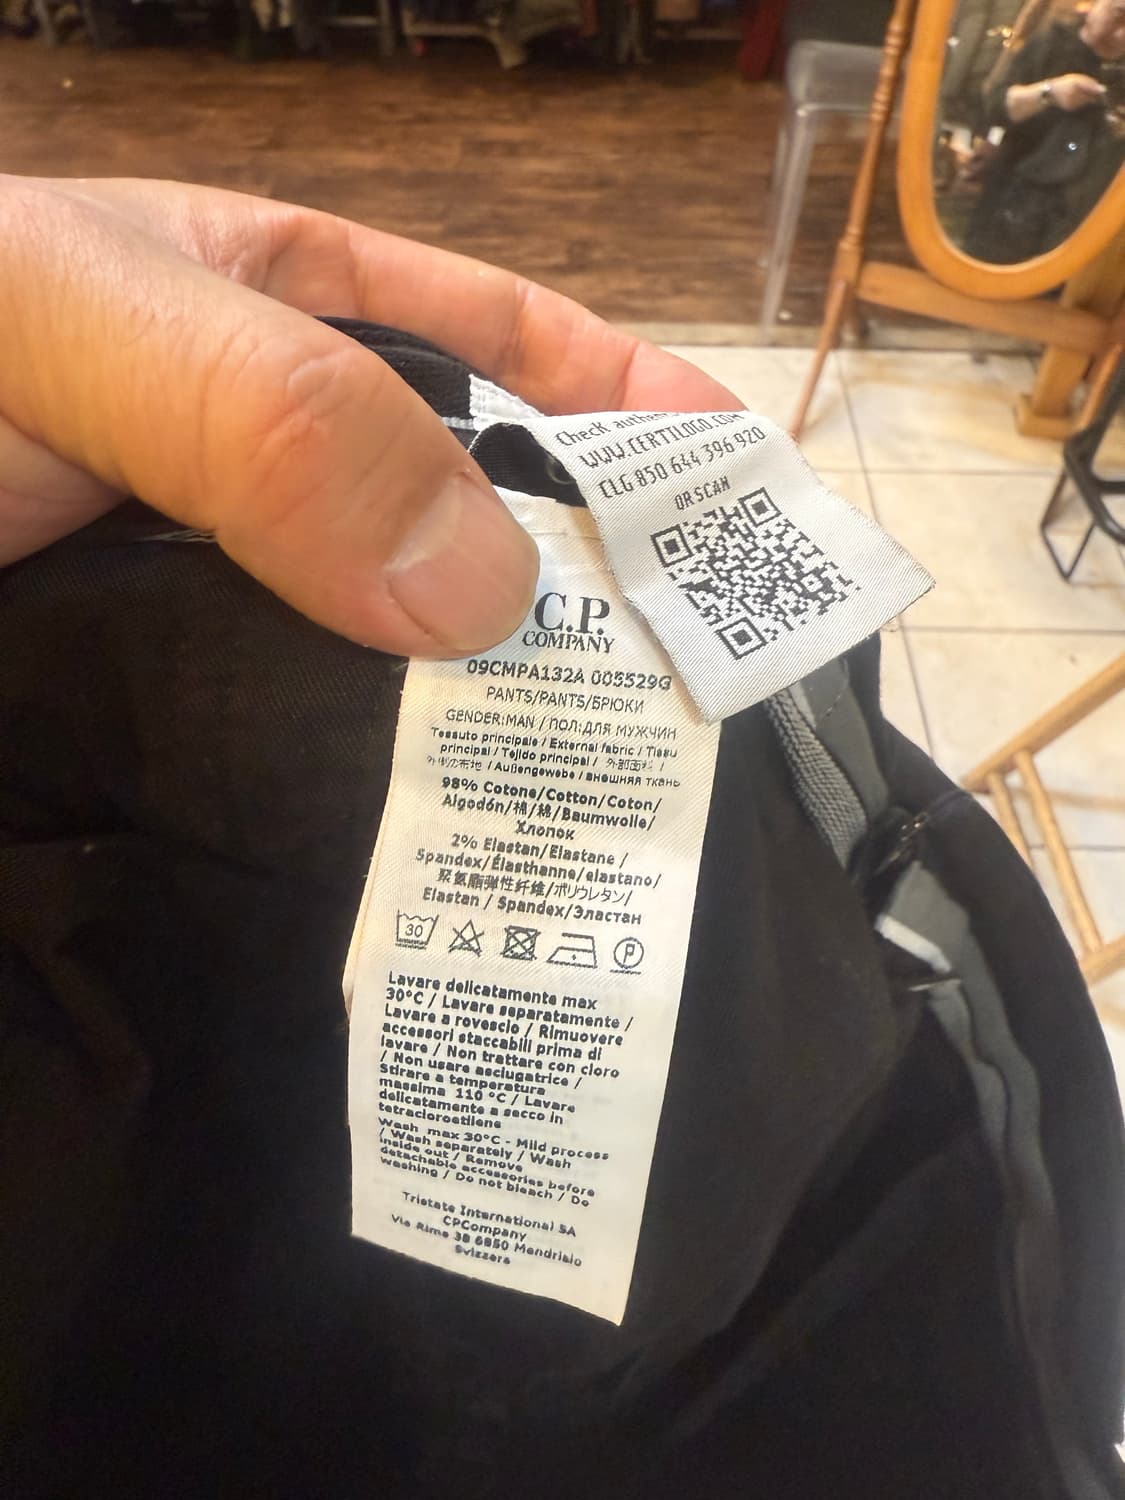 Check authen
WWW.CERTILOGO.COM
CLG 850 644 396 920
OR SCAN
C.P.
COMPANY
09CMPA132A 005529G
PANTS/PANTS/БРЮКИ
GENDER:MAN / ПОЛ:ДЛЯ МУЖЧИН
Tessuto principale / External fabric / Tissu
principal / Tejido principal / 外部面料 /
外側の布地 / Außengewebe / внешняя ткань
98% Cotone/Cotton/Coton/
Algodón/棉/綿/Baumwolle/
Хлопок
2% Elastan/Elastane /
Spandex/Élasthanne/elastano/
聚氨酯弹性纤维/ポリウレタン/
Elastan / Spandex/Эластан
30
P
Lavare delicatamente max
30°C / Lavare separatamente /
Lavare a rovescio / Rimuovere
accessori staccabili prima di
lavare / Non trattare con cloro
/ Non usare asciugatrice /
Stirare a temperatura
massima 110 °C / Lavare
delicatamente a secco in
tetracloroetilene
Wash max 30°C - Mild process
/ Wash separately / Wash
inside out / Remove
detachable accessories before
washing / Do not bleach / Do
Tristate International SA
CPCompany
Via Rime 38 6850 Mendrisio
Svizzera